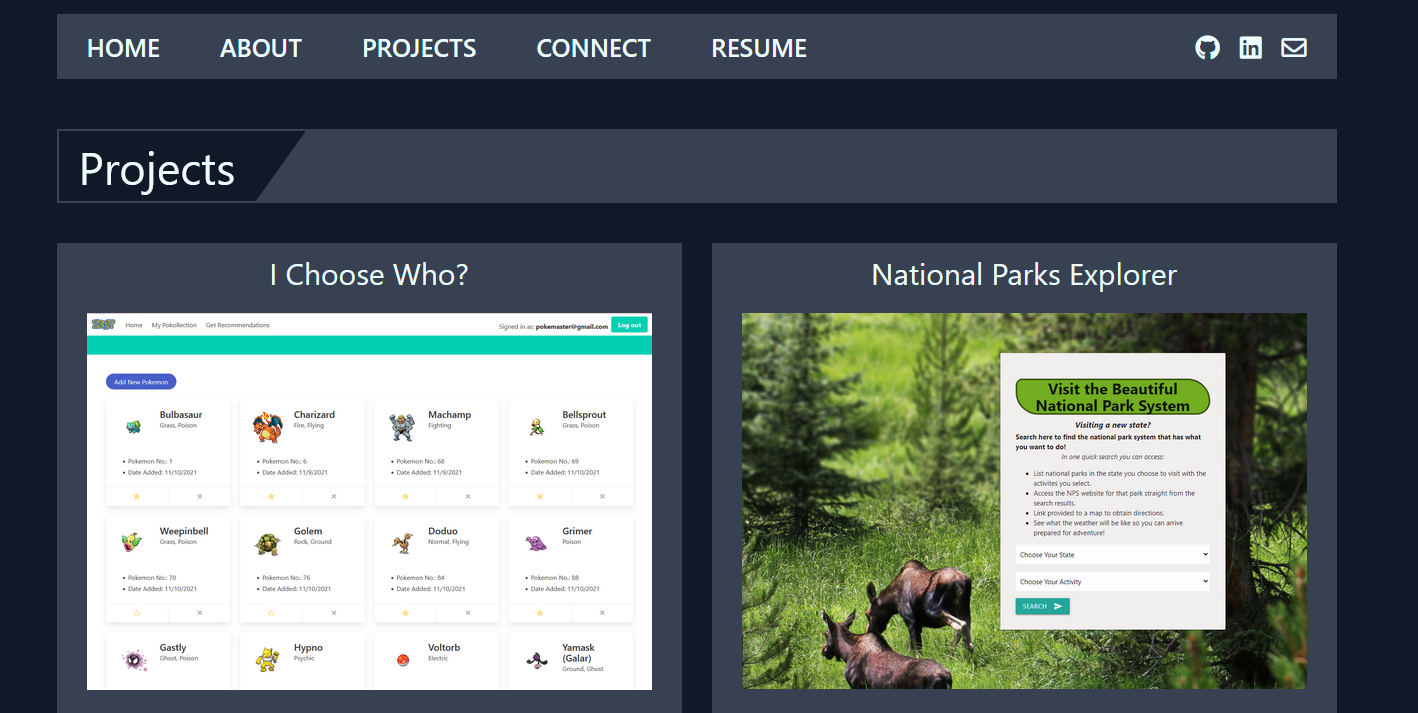 HOME ABOUT PROJECTS CONNECT RESUME
Projects
I Choose Who?
Home My Pokollection Get Recommendations Signed in as: pokemaster@gmail.com Log out
Add New Pokemon
Bulbasaur
Grass, Poison
Pokemon No.: 1
Date Added: 11/10/2021
Charizard
Fire, Flying
Pokemon No.: 6
Date Added: 11/9/2021
Machamp
Fighting
Pokemon No.: 68
Date Added: 11/9/2021
Bellsprout
Grass, Poison
Pokemon No.: 69
Date Added: 11/10/2021
Weepinbell
Grass, Poison
Pokemon No.: 70
Date Added: 11/10/2021
Golem
Rock, Ground
Pokemon No.: 76
Date Added: 11/10/2021
Doduo
Normal, Flying
Pokemon No.: 84
Date Added: 11/10/2021
Grimer
Poison
Pokemon No.: 88
Date Added: 11/10/2021
Gastly
Ghost, Poison
Hypno
Psychic
Voltorb
Electric
Yamask
(Galar)
Ground, Ghost
National Parks Explorer
Visit the Beautiful
National Park System
Visiting a new state?
Search here to find the national park system that has what
you want to do!
In one quick search you can access:
List national parks in the state you choose to visit with the
activites you select.
Access the NPS website for that park straight from the
search results.
Link provided to a map to obtain directions.
See what the weather will be like so you can arrive
prepared for adventure!
Choose Your State
Choose Your Activity
SEARCH